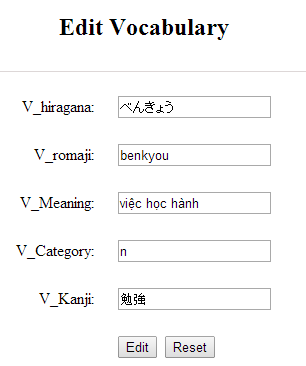 Edit Vocabulary
V_hiragana: べんきょう
V_romaji: benkyou
V_Meaning: việc học hành
V_Category: n
V_Kanji: 勉強
Edit Reset